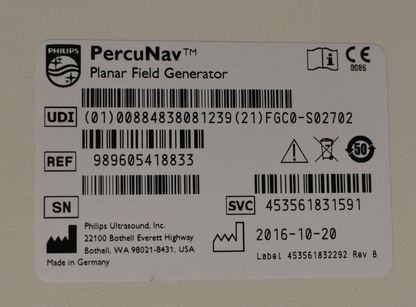 PHILIPS
PercuNav™
Planar Field Generator
i
CE
0086
UDI (01)00884838081239(21)FGC0-S02702
REF 989605418833
50
SN
SVC 453561831591
Philips Ultrasound, Inc.
22100 Bothell Everett Highway
Bothell, WA 98021-8431, USA
Made in Germany
2016-10-20
Label 453561832292 Rev B